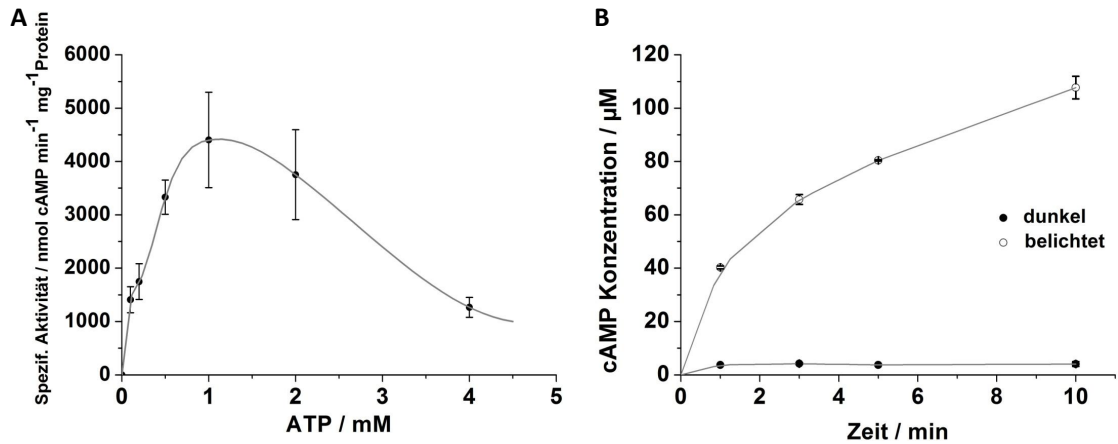 A
Spezif. Aktivität / nmol cAMP min⁻¹ mg⁻¹Protein
6000
5000
4000
3000
2000
1000
0
0 1 2 3 4 5
ATP / mM
B
cAMP Konzentration / µM
120
100
80
60
40
20
0
dunkel
belichtet
0 2 4 6 8 10
Zeit / min